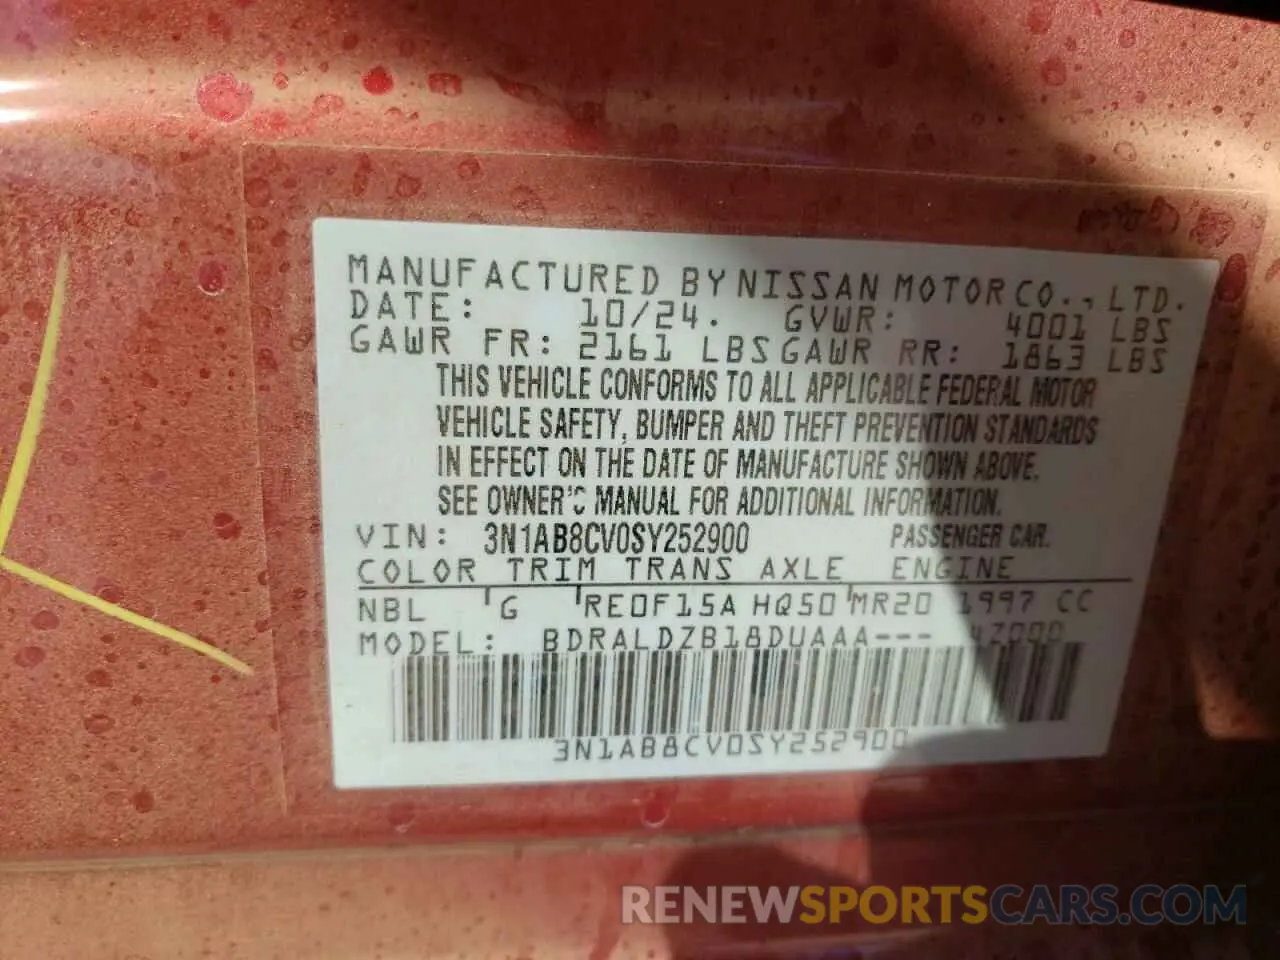 MANUFACTURED BY NISSAN MOTOR CO., LTD.
DATE: 10/24. GVWR: 4001 LBS
GAWR FR: 2161 LBS GAWR RR: 1863 LBS
THIS VEHICLE CONFORMS TO ALL APPLICABLE FEDERAL MOTOR
VEHICLE SAFETY, BUMPER AND THEFT PREVENTION STANDARDS
IN EFFECT ON THE DATE OF MANUFACTURE SHOWN ABOVE.
SEE OWNER'S MANUAL FOR ADDITIONAL INFORMATION.
VIN: 3N1AB8CV0SY252900 PASSENGER CAR.
COLOR TRIM TRANS AXLE ENGINE
NBL G RE0F15A HQ50 MR20 1997 CC
MODEL: BDRALDZB18DUAAA--- 4Z000
3N1AB8CV0SY252900
RENEWSPORTSCARS.COM